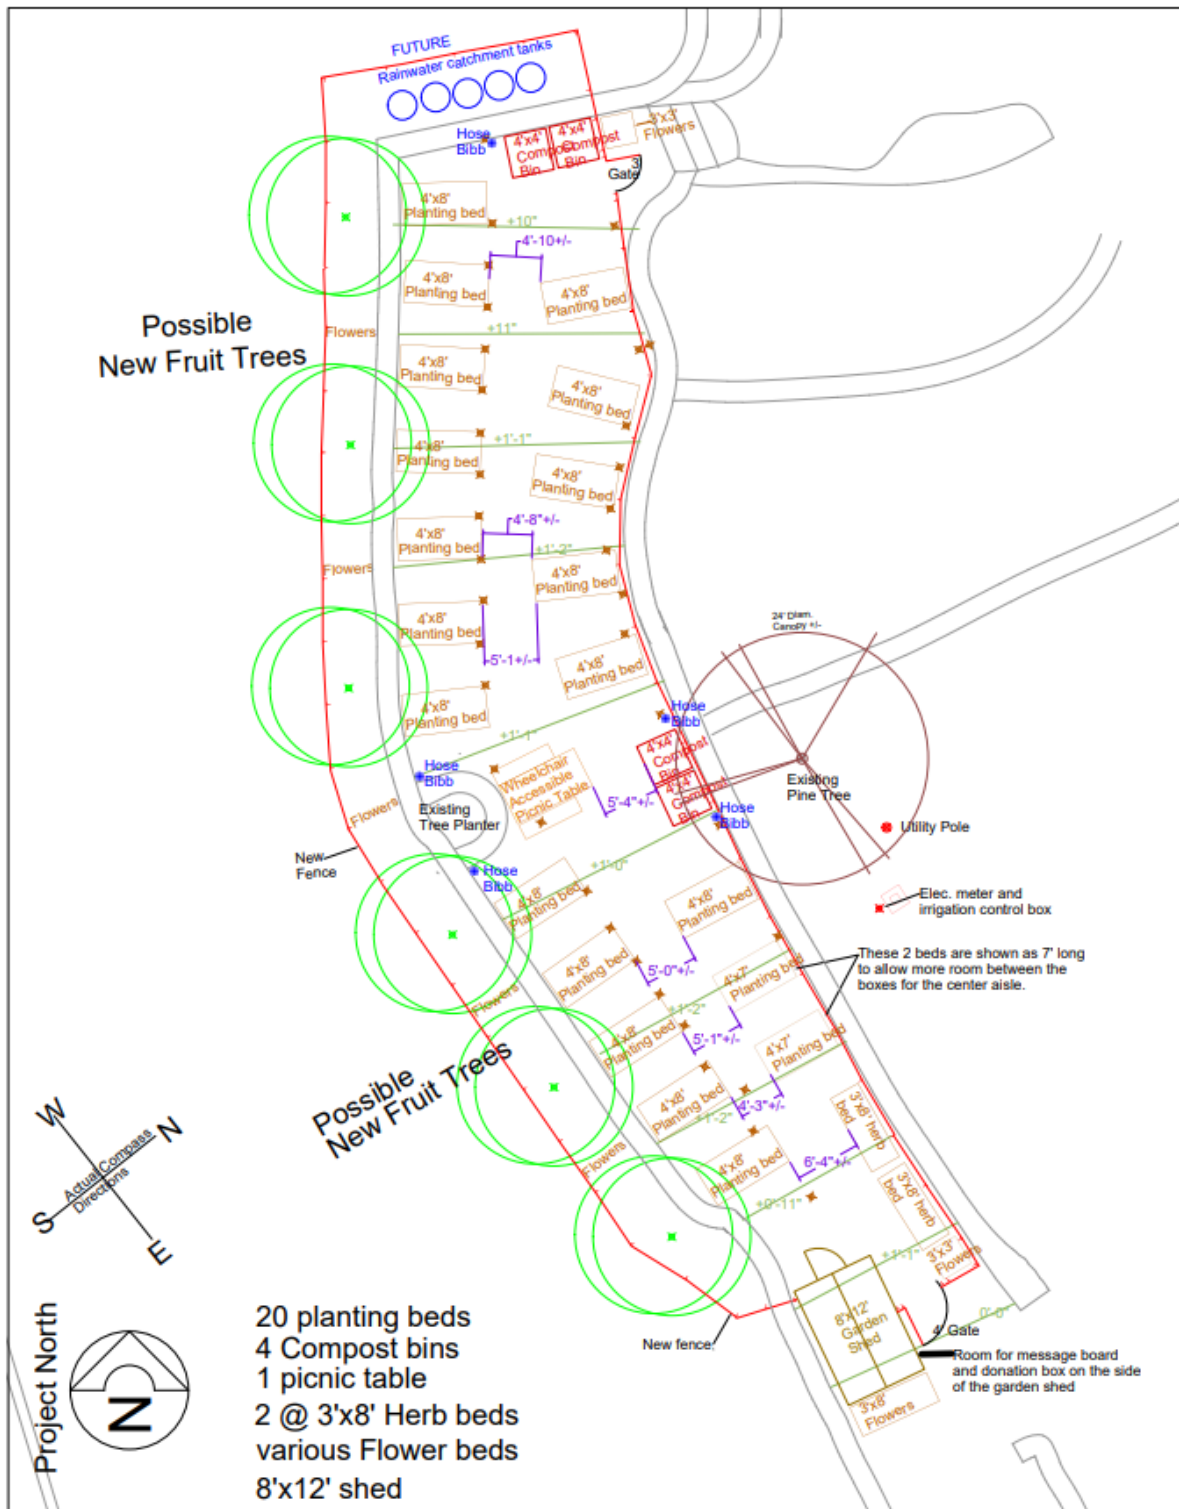 FUTURE
Rainwater catchment tanks
Hose
Bibb
4'x4'
Compost
Bin
4'x4'
Compost
Bin
3'x3'
Flowers
3'
Gate
4'x8'
Planting bed
+10"
4'-10+/-
4'x8'
Planting bed
4'x8'
Planting bed
Possible
New Fruit Trees
Flowers
+11"
4'x8'
Planting bed
4'x8'
Planting bed
+1'-1"
4'x8'
Planting bed
4'x8'
Planting bed
4'-8"+/-
4'x8'
Planting bed
+1'-2"
Flowers
4'x8'
Planting bed
4'x8'
Planting bed
5'-1+/-
4'x8'
Planting bed
24' Diam.
Canopy +/-
4'x8'
Planting bed
Hose
Bibb
+1'-1"
4'x4'
Compost
Bin
4'x4'
Compost
Bin
Hose
Bibb
Wheelchair
Accessible
Picnic Table
5'-4"+/-
Existing
Pine Tree
Flowers
Existing
Tree Planter
Hose
Bibb
Utility Pole
New
Fence
+1'-0"
Hose
Bibb
4'x8'
Planting bed
4'x8'
Planting bed
Elec. meter and
irrigation control box
These 2 beds are shown as 7' long
to allow more room between the
boxes for the center aisle.
4'x8'
Planting bed
5'-0"+/-
4'x7'
Planting bed
Flowers
+1'-2"
4'x8'
Planting bed
5'-1"+/-
4'x7'
Planting bed
Possible
New Fruit Trees
4'x8'
Planting bed
+1'-2"
4'-3"+/-
3'x8' herb
bed
Flowers
4'x8'
Planting bed
6'-4"+/-
3'x8' herb
bed
+0'-11"
3'x3'
Flowers
+1'-1"
W
N
Actual Compass
Directions
S
E
8'x12'
Garden
Shed
0'-0"
4' Gate
New fence
Room for message board
and donation box on the side
of the garden shed
3'x8'
Flowers
Project North
N
20 planting beds
4 Compost bins
1 picnic table
2 @ 3'x8' Herb beds
various Flower beds
8'x12' shed